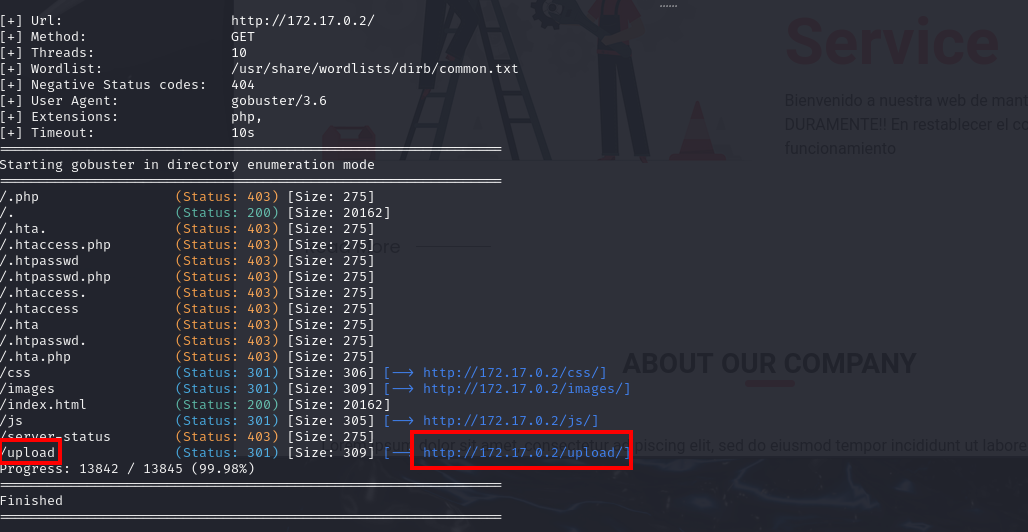 ......
[+] Url:                     http://172.17.0.2/
[+] Method:                  GET
[+] Threads:                 10
[+] Wordlist:                /usr/share/wordlists/dirb/common.txt
[+] Negative Status codes:   404
[+] User Agent:              gobuster/3.6
[+] Extensions:              php,
[+] Timeout:                 10s
Service
Bienvenido a nuestra web de mant
DURAMENTE!! En restablecer el co
funcionamiento
===============================================================
Starting gobuster in directory enumeration mode
===============================================================
/.php                 (Status: 403) [Size: 275]
/.                    (Status: 200) [Size: 20162]
/.hta.                (Status: 403) [Size: 275]
/.htaccess.php        (Status: 403) [Size: 275]
/.htpasswd            (Status: 403) [Size: 275]
/.htpasswd.php        (Status: 403) [Size: 275]
/.htaccess.           (Status: 403) [Size: 275]
/.htaccess            (Status: 403) [Size: 275]
/.hta                 (Status: 403) [Size: 275]
/.htpasswd.           (Status: 403) [Size: 275]
/.hta.php             (Status: 403) [Size: 275]
/css                  (Status: 301) [Size: 306] [--> http://172.17.0.2/css/]
/images               (Status: 301) [Size: 309] [--> http://172.17.0.2/images/]
/index.html           (Status: 200) [Size: 20162]
/js                   (Status: 301) [Size: 305] [--> http://172.17.0.2/js/]
/server-status        (Status: 403) [Size: 275]
/upload               (Status: 301) [Size: 309] [--> http://172.17.0.2/upload/]
Progress: 13842 / 13845 (99.98%)
===============================================================
Finished
===============================================================
ABOUT OUR COMPANY
dolor sit amet, consectetur adipiscing elit, sed do eiusmod tempor incididunt ut labore